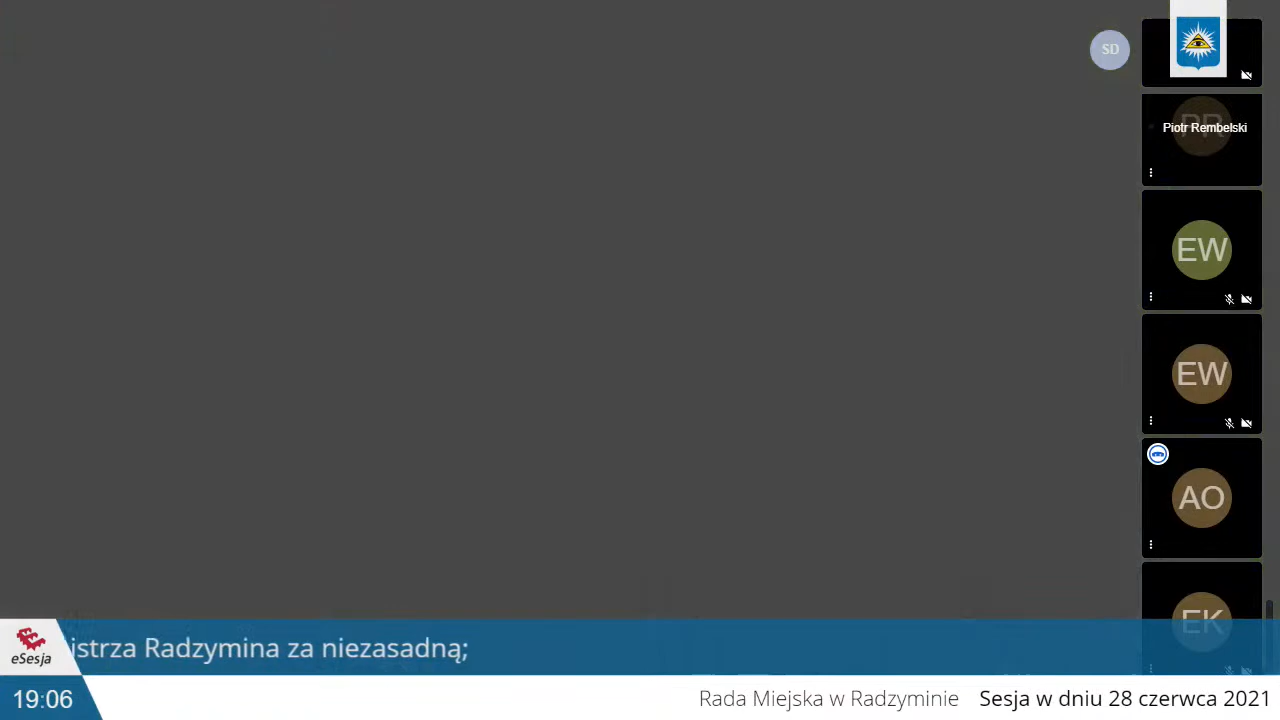 SD
PR
Piotr Rembelski
EW
EW
AO
EK
istrza Radzymina za niezasadną;
eSesja
19:06
Rada Miejska w Radzyminie Sesja w dniu 28 czerwca 2021